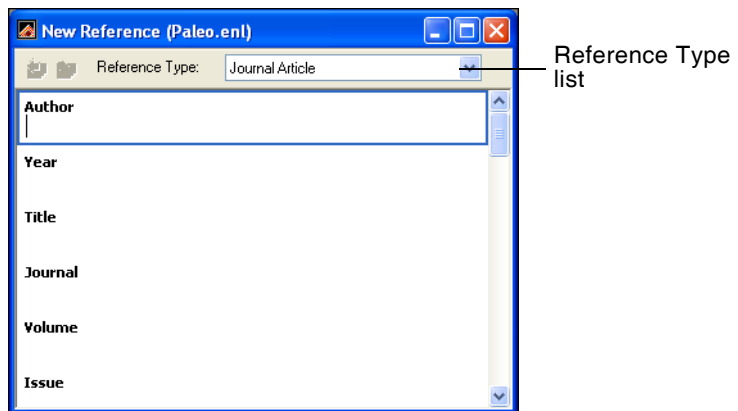 New Reference (Paleo.enl)
Reference Type: Journal Article
Reference Type
list
Author
Year
Title
Journal
Volume
Issue